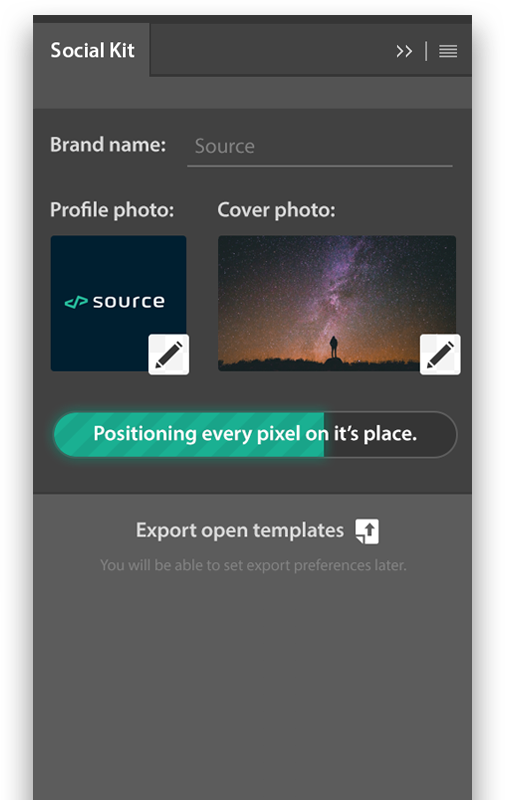 Social Kit
Brand name:
Source
Profile photo:
Cover photo:
</> source
Positioning every pixel on it’s place.
Export open templates
You will be able to set export preferences later.